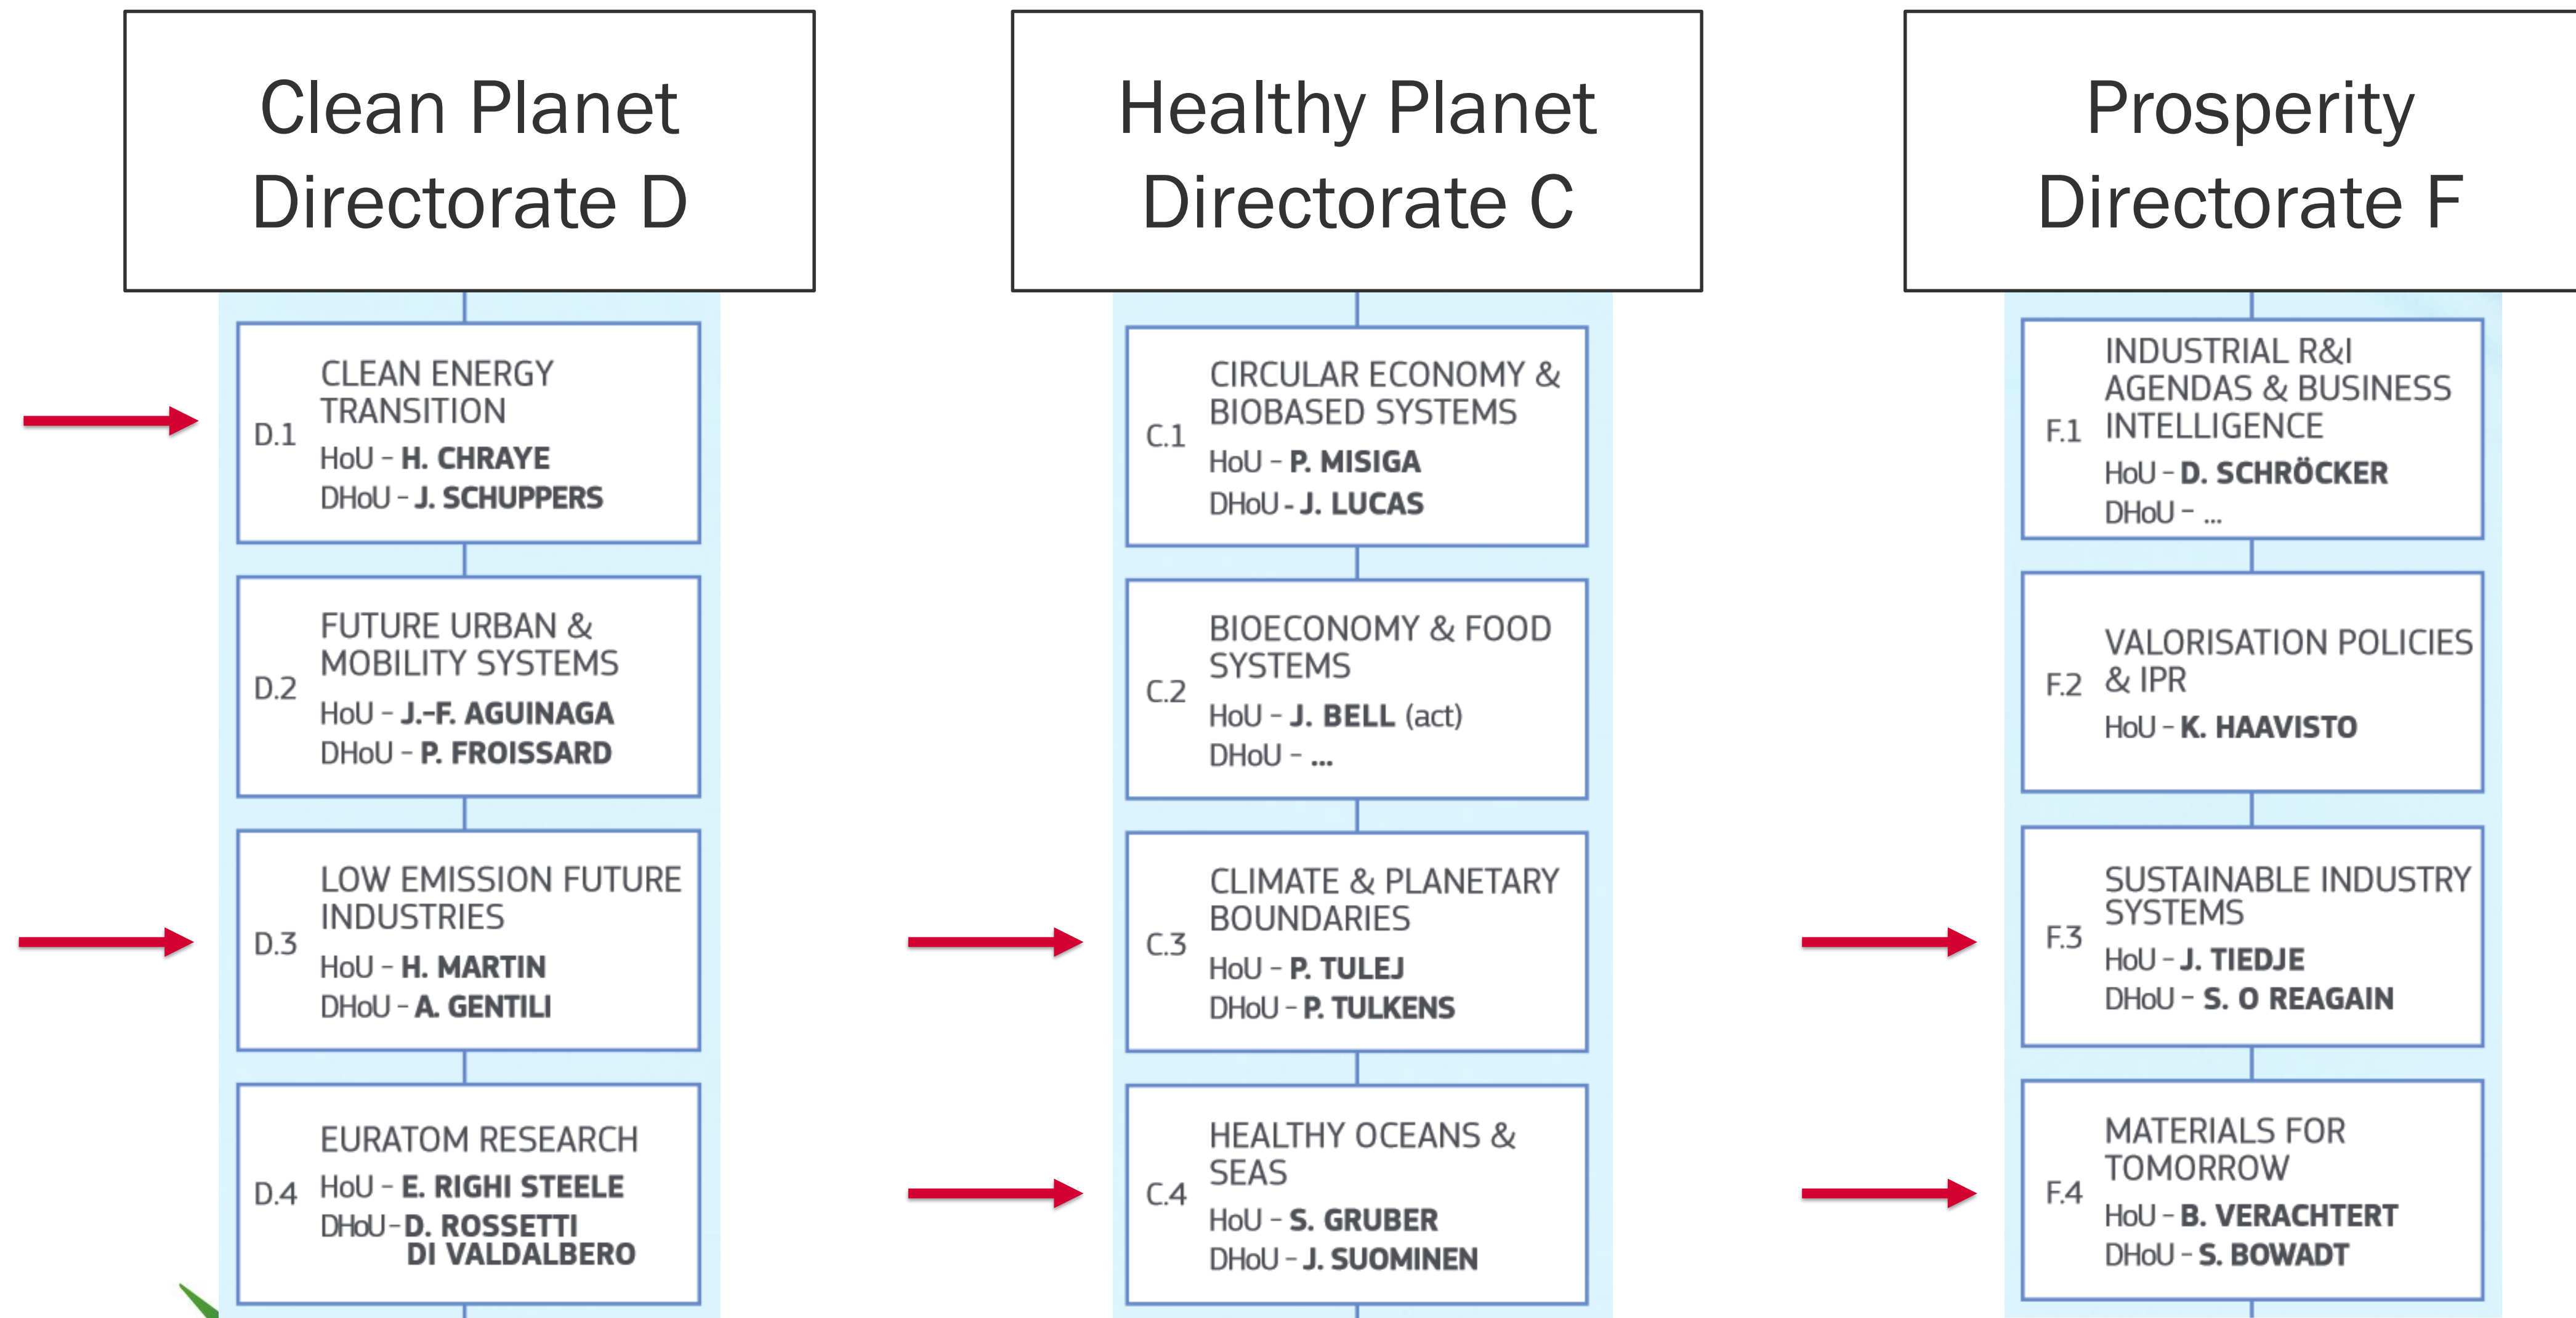 Clean Planet
Directorate D
D.1
CLEAN ENERGY
TRANSITION
HoU - H. CHRAYE
DHoU - J. SCHUPPERS
D.2
FUTURE URBAN &
MOBILITY SYSTEMS
HoU - J.-F. AGUINAGA
DHoU - P. FROISSARD
D.3
LOW EMISSION FUTURE
INDUSTRIES
HoU - H. MARTIN
DHoU - A. GENTILI
D.4
EURATOM RESEARCH
HoU - E. RIGHI STEELE
DHoU - D. ROSSETTI
DI VALDALBERO
Healthy Planet
Directorate C
C.1
CIRCULAR ECONOMY &
BIOBASED SYSTEMS
HoU - P. MISIGA
DHoU - J. LUCAS
C.2
BIOECONOMY & FOOD
SYSTEMS
HoU - J. BELL (act)
DHoU - ...
C.3
CLIMATE & PLANETARY
BOUNDARIES
HoU - P. TULEJ
DHoU - P. TULKENS
C.4
HEALTHY OCEANS &
SEAS
HoU - S. GRUBER
DHoU - J. SUOMINEN
Prosperity
Directorate F
F.1
INDUSTRIAL R&I
AGENDAS & BUSINESS
INTELLIGENCE
HoU - D. SCHRÖCKER
DHoU - ...
F.2
VALORISATION POLICIES
& IPR
HoU - K. HAAVISTO
F.3
SUSTAINABLE INDUSTRY
SYSTEMS
HoU - J. TIEDJE
DHoU - S. O REAGAIN
F.4
MATERIALS FOR
TOMORROW
HoU - B. VERACHTERT
DHoU - S. BOWADT